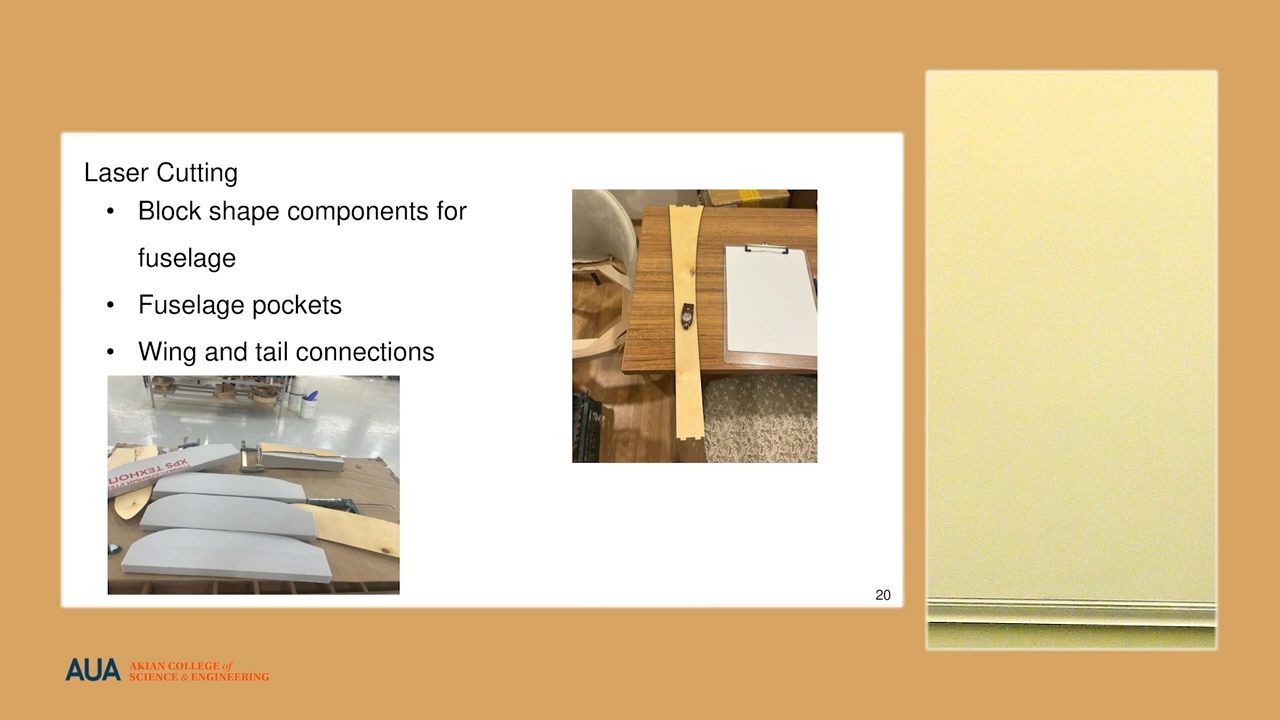 Laser Cutting
• Block shape components for
fuselage
• Fuselage pockets
• Wing and tail connections
XPS ТЕХНОП
20
AUA
AKIAN COLLEGE of
SCIENCE & ENGINEERING